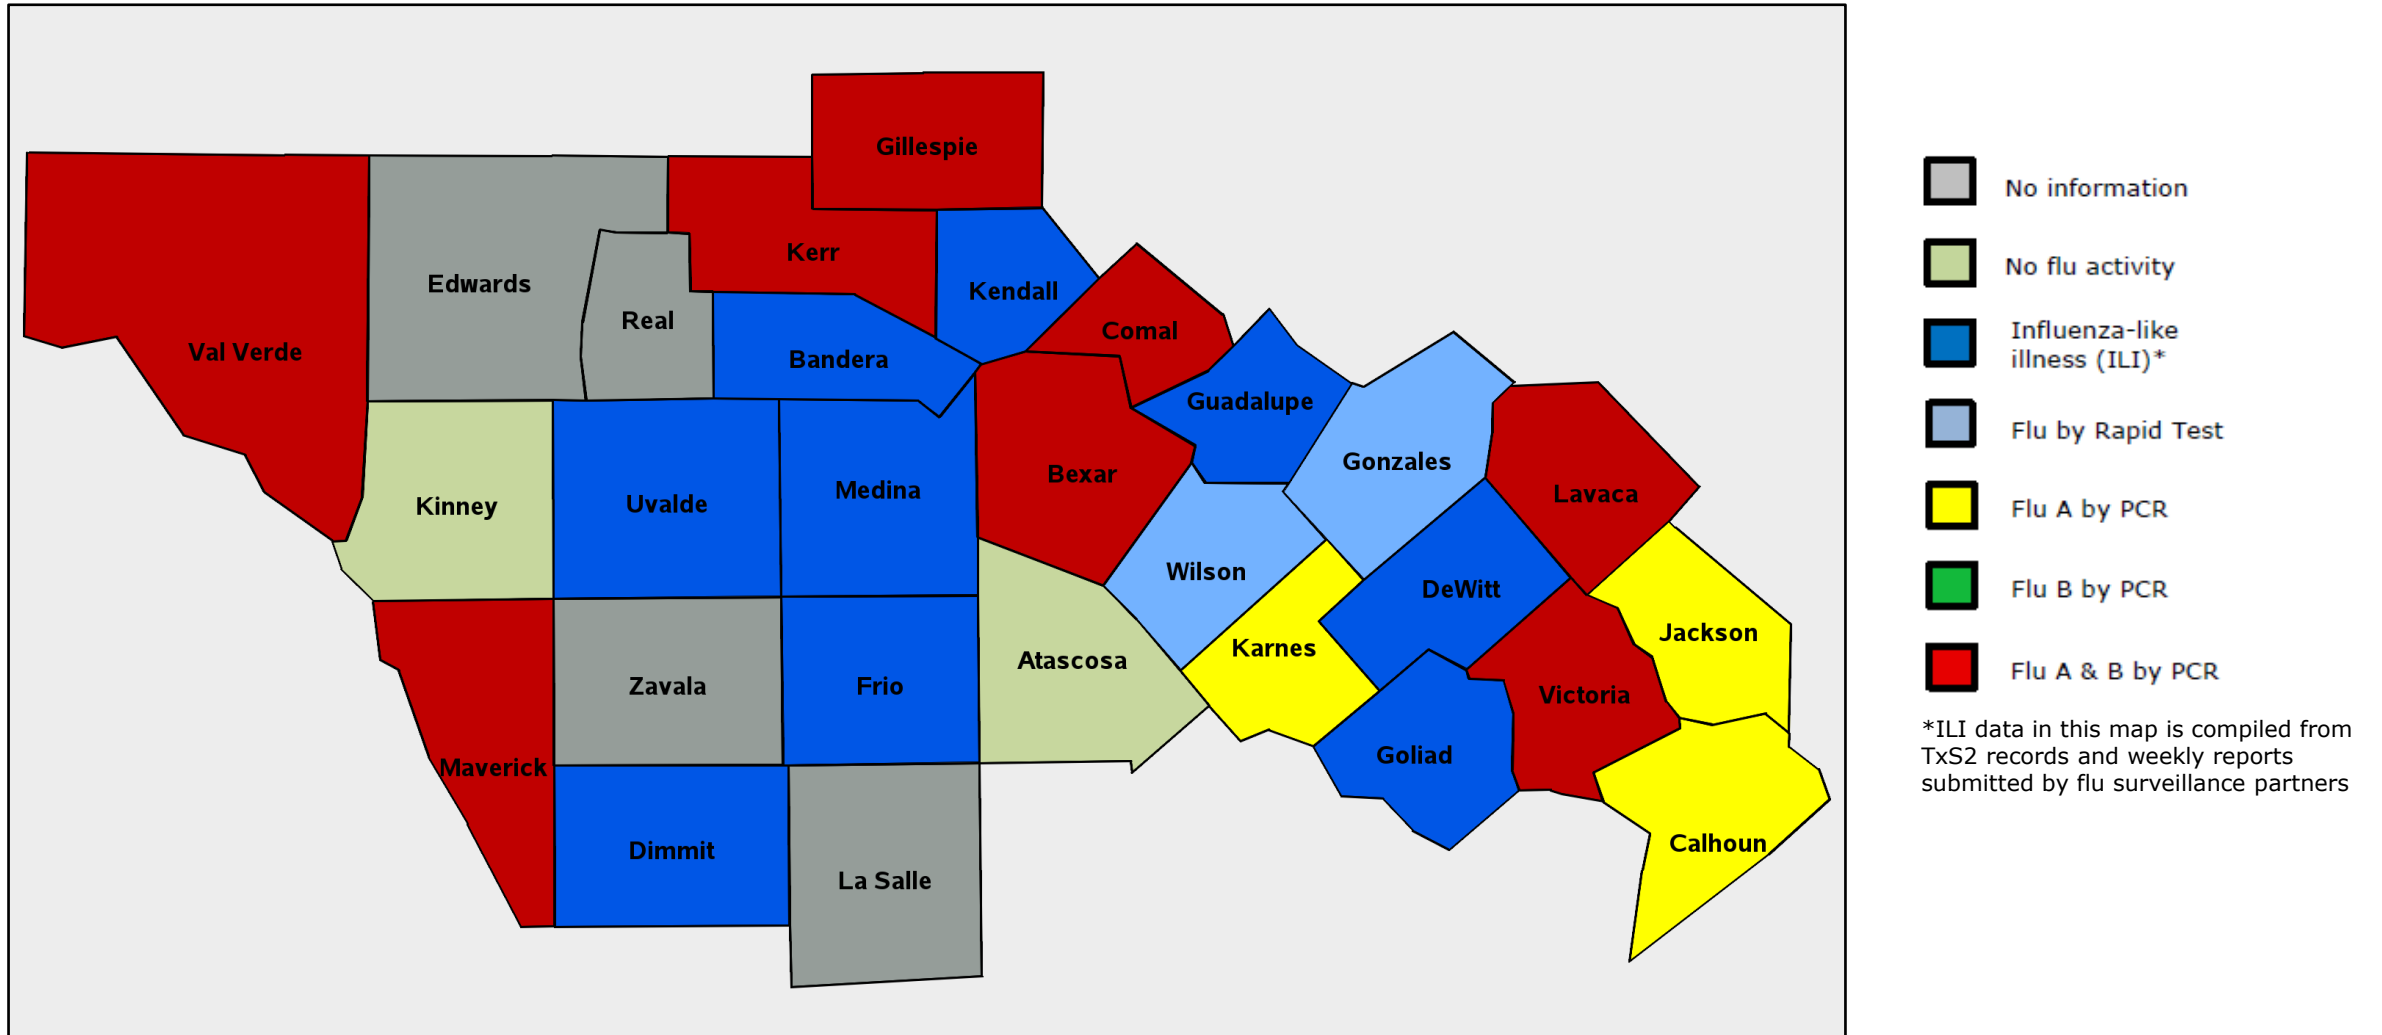 Gillespie
Kerr
Edwards
Kendall
Real
Comal
Val Verde
Bandera
Guadalupe
Gonzales
Bexar
Medina
Lavaca
Uvalde
Kinney
Wilson
DeWitt
Jackson
Karnes
Atascosa
Zavala
Frio
Victoria
Goliad
Maverick
Calhoun
Dimmit
La Salle
No information
No flu activity
Influenza-like
illness (ILI)*
Flu by Rapid Test
Flu A by PCR
Flu B by PCR
Flu A & B by PCR
*ILI data in this map is compiled from
TxS2 records and weekly reports
submitted by flu surveillance partners